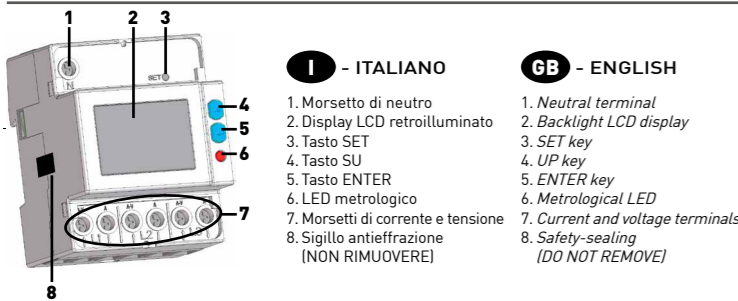 1
2
3
SET
N
4
5
6
7
8
L2
I - ITALIANO
1. Morsetto di neutro
2. Display LCD retroilluminato
3. Tasto SET
4. Tasto SU
5. Tasto ENTER
6. LED metrologico
7. Morsetti di corrente e tensione
8. Sigillo antieffrazione
(NON RIMUOVERE)
GB - ENGLISH
1. Neutral terminal
2. Backlight LCD display
3. SET key
4. UP key
5. ENTER key
6. Metrological LED
7. Current and voltage terminals
8. Safety-sealing
(DO NOT REMOVE)